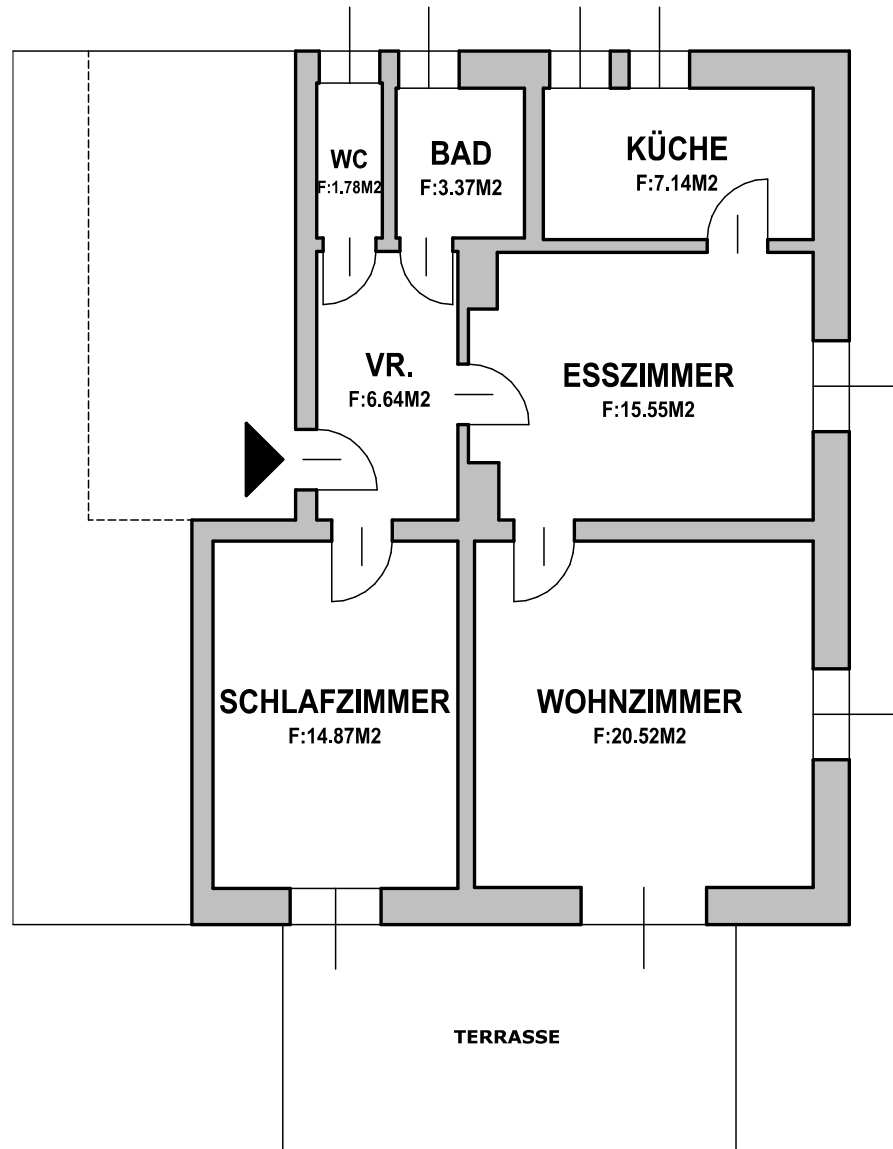 WC
F:1.78M2
BAD
F:3.37M2
KÜCHE
F:7.14M2
VR.
F:6.64M2
ESSZIMMER
F:15.55M2
SCHLAFZIMMER
F:14.87M2
WOHNZIMMER
F:20.52M2
TERRASSE